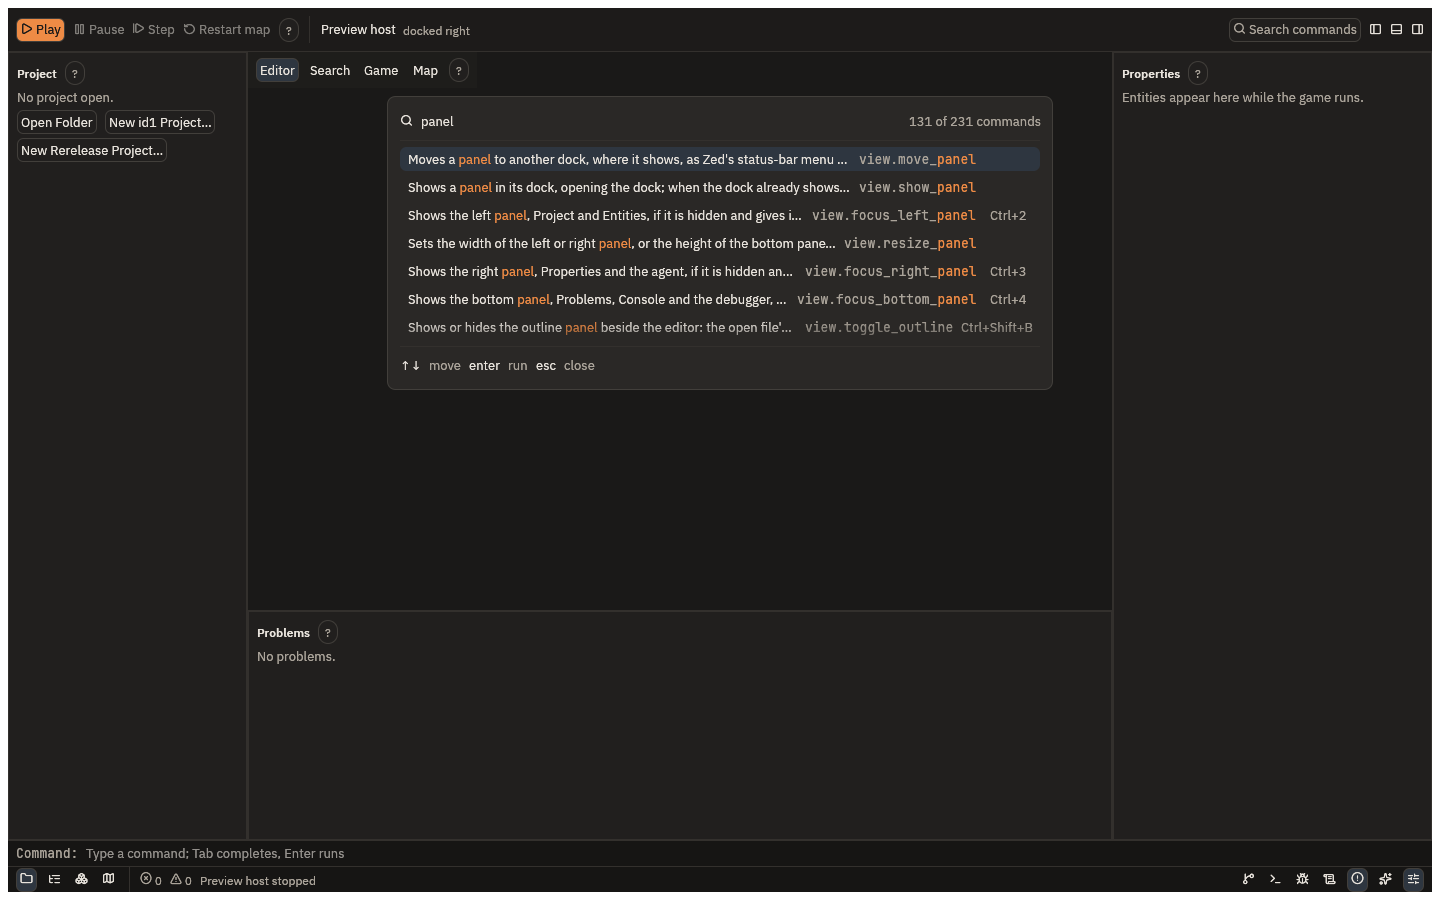 Play Pause Step Restart map ? Preview host docked right Search commands
Project ?
No project open.
Open Folder New id1 Project...
New Rerelease Project...
Editor Search Game Map ?
panel 131 of 231 commands
Moves a panel to another dock, where it shows, as Zed's status-bar menu ... view.move_panel
Shows a panel in its dock, opening the dock; when the dock already shows... view.show_panel
Shows the left panel, Project and Entities, if it is hidden and gives i... view.focus_left_panel Ctrl+2
Sets the width of the left or right panel, or the height of the bottom pane... view.resize_panel
Shows the right panel, Properties and the agent, if it is hidden an... view.focus_right_panel Ctrl+3
Shows the bottom panel, Problems, Console and the debugger, ... view.focus_bottom_panel Ctrl+4
Shows or hides the outline panel beside the editor: the open file'... view.toggle_outline Ctrl+Shift+B
↑↓ move enter run esc close
Properties ?
Entities appear here while the game runs.
Problems ?
No problems.
Command: Type a command; Tab completes, Enter runs
0 0 Preview host stopped